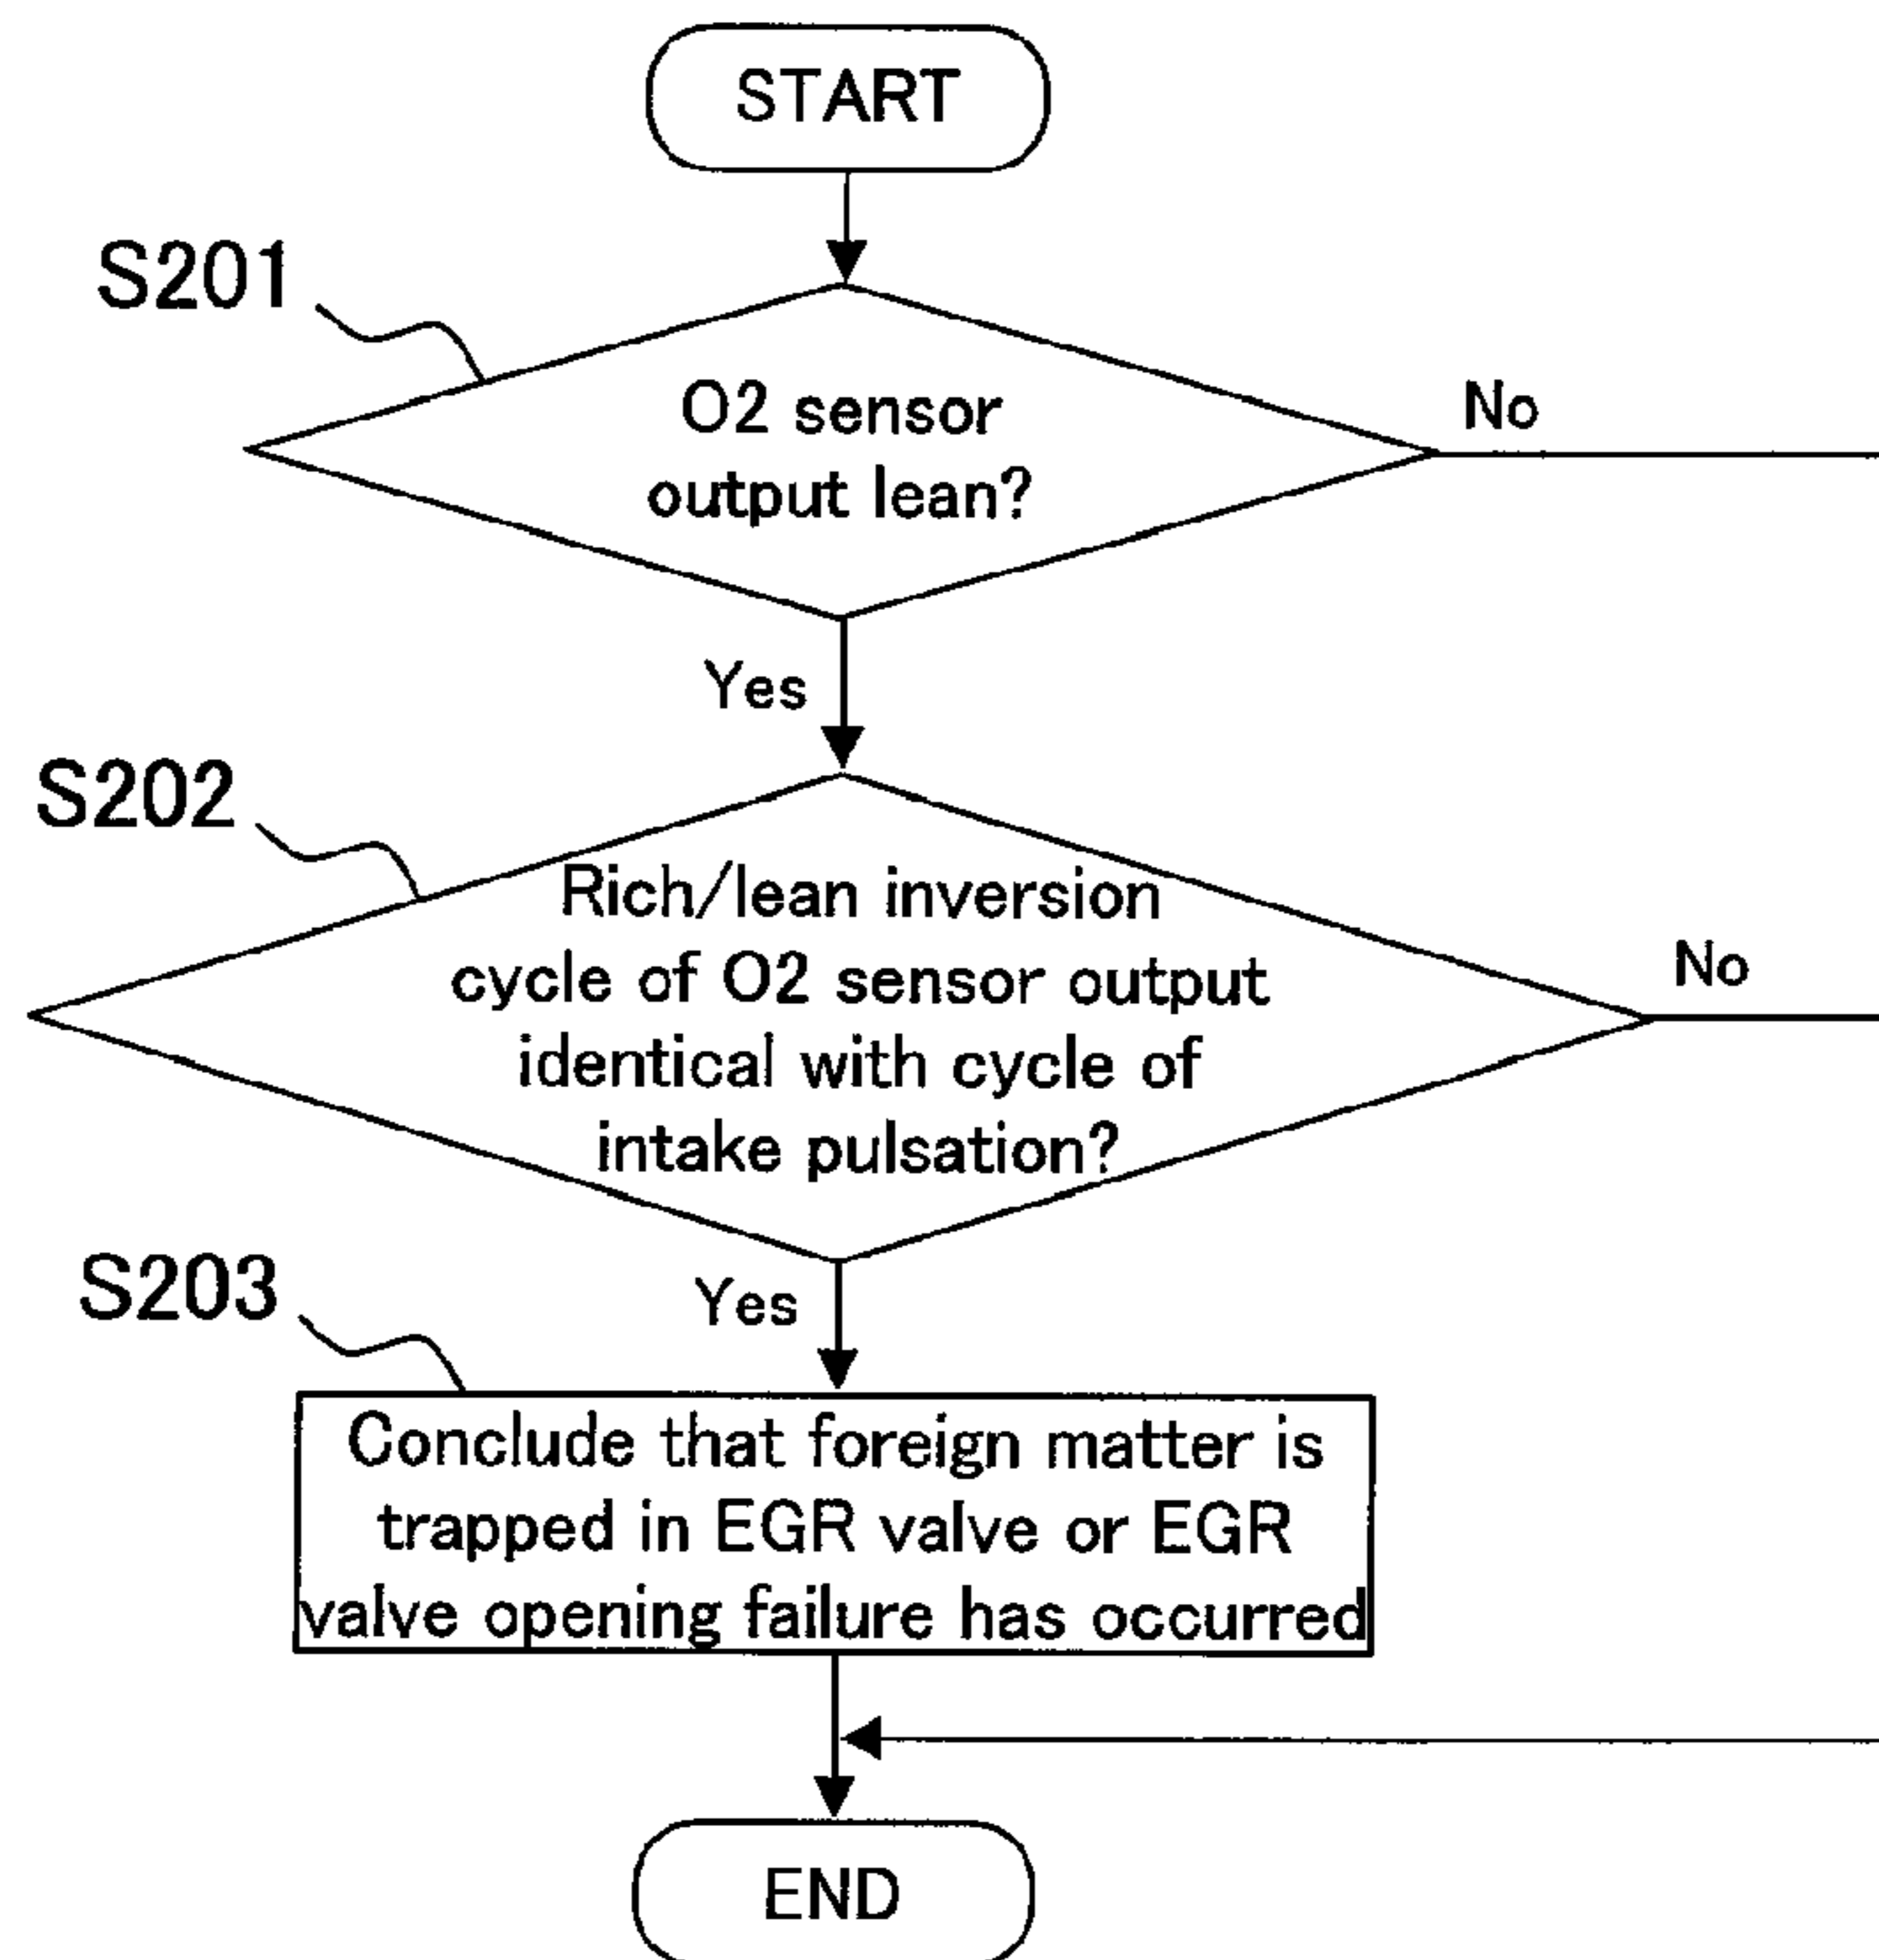 START
S201
O2 sensor
output lean?
No
Yes
S202
Rich/lean inversion
cycle of O2 sensor output
identical with cycle of
intake pulsation?
No
Yes
S203
Conclude that foreign matter is
trapped in EGR valve or EGR
valve opening failure has occurred
END